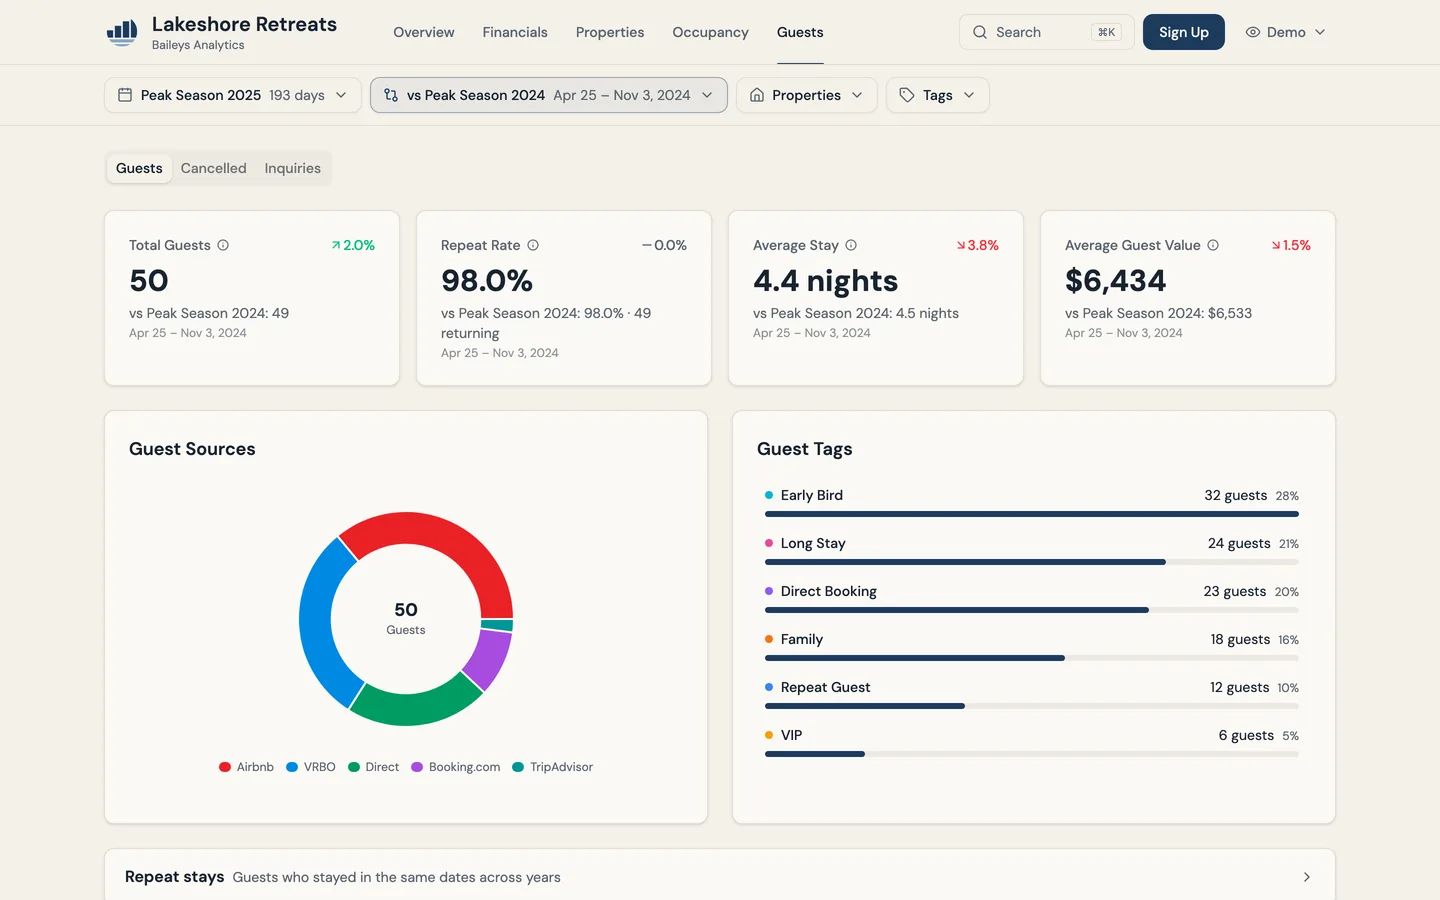 Lakeshore Retreats
Baileys Analytics
Overview
Financials
Properties
Occupancy
Guests
Search
⌘K
Sign Up
Demo
Peak Season 2025 193 days
vs Peak Season 2024 Apr 25 – Nov 3, 2024
Properties
Tags
Guests
Cancelled
Inquiries
Total Guests
2.0%
50
vs Peak Season 2024: 49
Apr 25 – Nov 3, 2024
Repeat Rate
0.0%
98.0%
vs Peak Season 2024: 98.0% · 49
returning
Apr 25 – Nov 3, 2024
Average Stay
3.8%
4.4 nights
vs Peak Season 2024: 4.5 nights
Apr 25 – Nov 3, 2024
Average Guest Value
1.5%
$6,434
vs Peak Season 2024: $6,533
Apr 25 – Nov 3, 2024
Guest Sources
50
Guests
Airbnb
VRBO
Direct
Booking.com
TripAdvisor
Guest Tags
Early Bird 32 guests 28%
Long Stay 24 guests 21%
Direct Booking 23 guests 20%
Family 18 guests 16%
Repeat Guest 12 guests 10%
VIP 6 guests 5%
Repeat stays Guests who stayed in the same dates across years